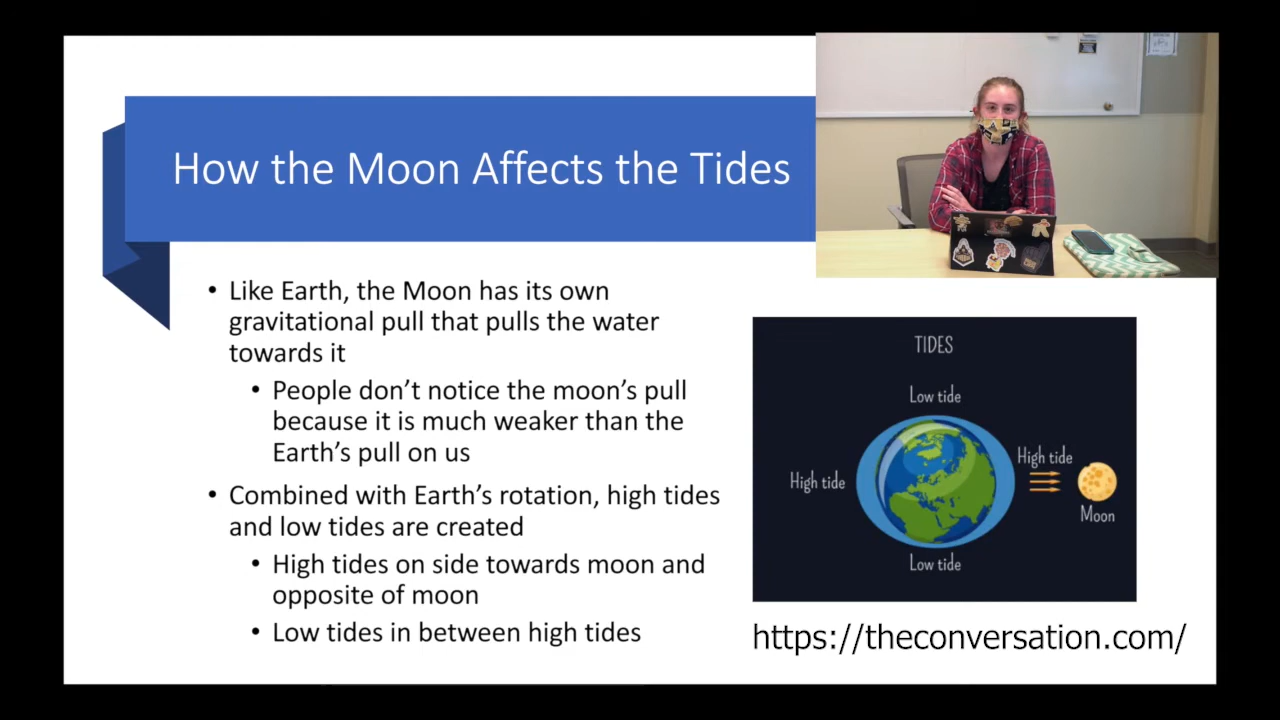 How the Moon Affects the Tides
• Like Earth, the Moon has its own
gravitational pull that pulls the water
towards it
• People don’t notice the moon’s pull
because it is much weaker than the
Earth’s pull on us
• Combined with Earth’s rotation, high tides
and low tides are created
• High tides on side towards moon and
opposite of moon
• Low tides in between high tides
TIDES
Low tide
High tide
High tide
Moon
Low tide
https://theconversation.com/